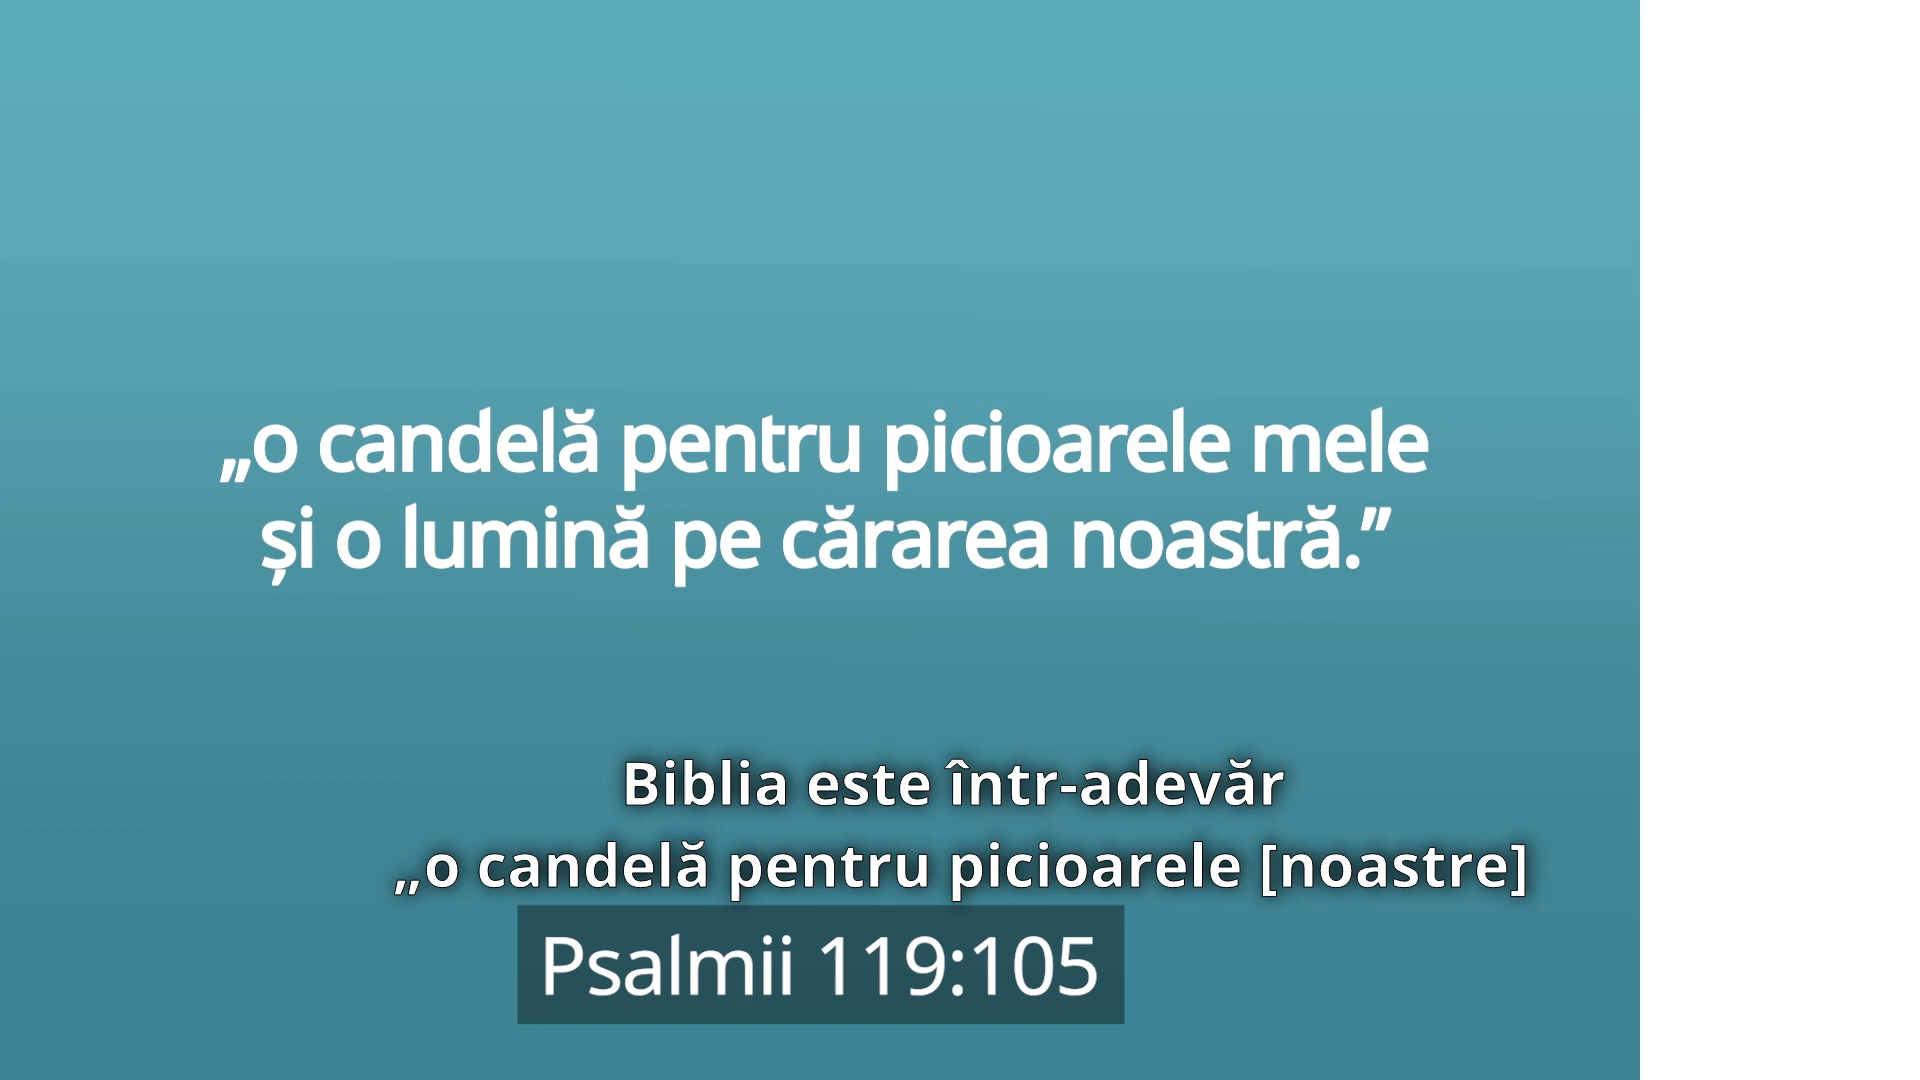 „o candelă pentru picioarele mele
și o lumină pe cărarea noastră.”
Biblia este într-adevăr
„o candelă pentru picioarele [noastre]
Psalmii 119:105